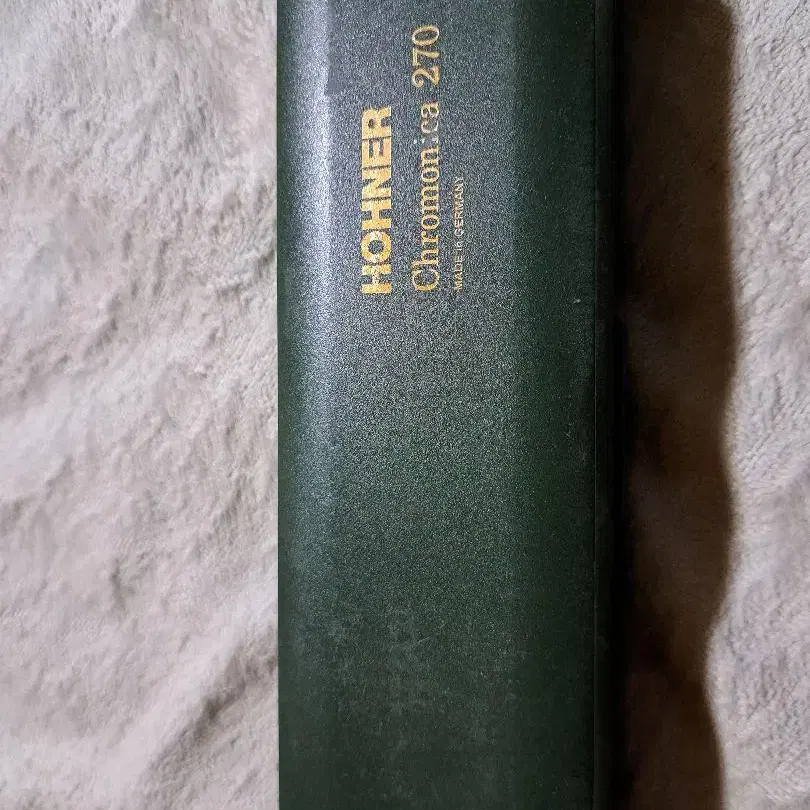 HOHNER
Chromonica 270
MADE in GERMANY